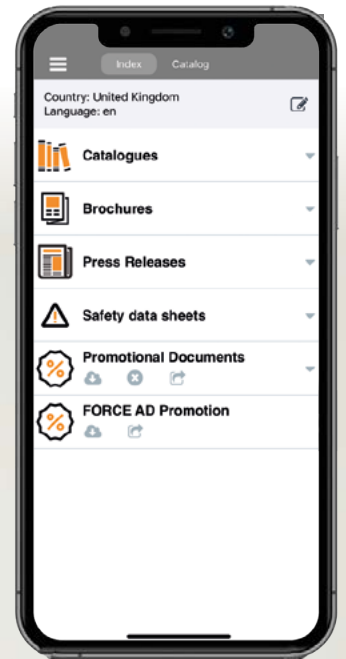 Index Catalog
Country: United Kingdom
Language: en
Catalogues
Brochures
Press Releases
Safety data sheets
Promotional Documents
FORCE AD Promotion